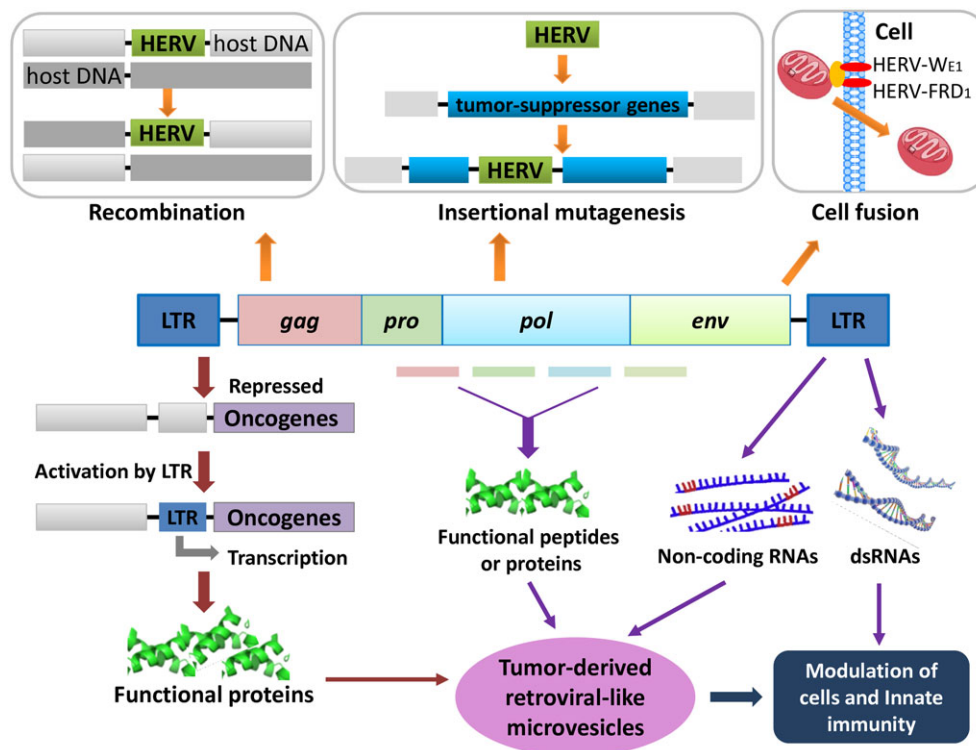 HERV host DNA
host DNA
HERV
Recombination
HERV
tumor-suppressor genes
HERV
Insertional mutagenesis
Cell
HERV-WE1
HERV-FRD1
Cell fusion
LTR gag pro pol env LTR
Repressed
Oncogenes
Activation by LTR
LTR Oncogenes
Transcription
Functional proteins
Functional peptides
or proteins
Non-coding RNAs
dsRNAs
Tumor-derived
retroviral-like
microvesicles
Modulation of
cells and Innate
immunity